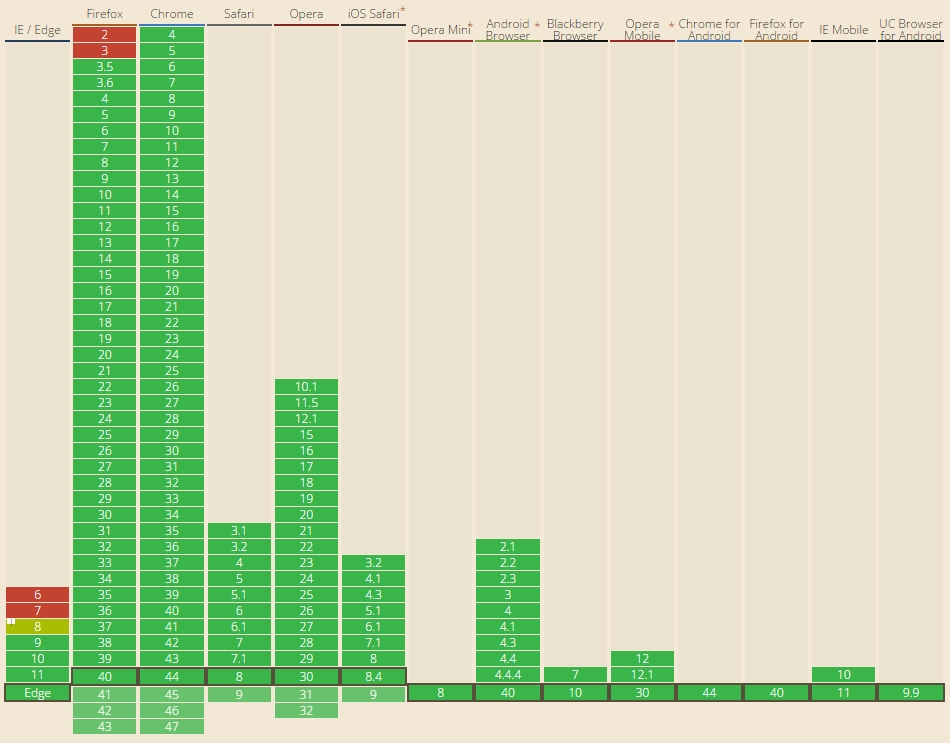 Firefox Chrome Safari Opera iOS Safari*
IE / Edge Opera Mini* Android Browser * Blackberry Browser Opera Mobile * Chrome for Android Firefox for Android IE Mobile UC Browser for Android
2 4
3 5
3.5 6
3.6 7
4 8
5 9
6 10
7 11
8 12
9 13
10 14
11 15
12 16
13 17
14 18
15 19
16 20
17 21
18 22
19 23
20 24
21 25
22 26 10.1
23 27 11.5
24 28 12.1
25 29 15
26 30 16
27 31 17
28 32 18
29 33 19
30 34 20
31 35 3.1 21
32 36 3.2 22 2.1
33 37 4 23 3.2 2.2
34 38 5 24 4.1 2.3
6 35 39 5.1 25 4.3 3
7 36 40 6 26 5.1 4
8 37 41 6.1 27 6.1 4.1
9 38 42 7 28 7.1 4.3
10 39 43 7.1 29 8 4.4 12
11 40 44 8 30 8.4 4.4.4 7 12.1 10
Edge 41 45 9 31 9 8 40 10 30 44 40 11 9.9
42 46 32
43 47